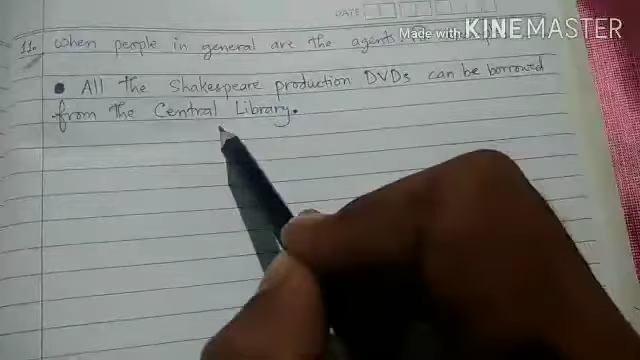 DATE
Made with KINEMASTER
11. When people in general are the agents
• All the Shakespeare production DVDs can be borrowed
from the Central Library.